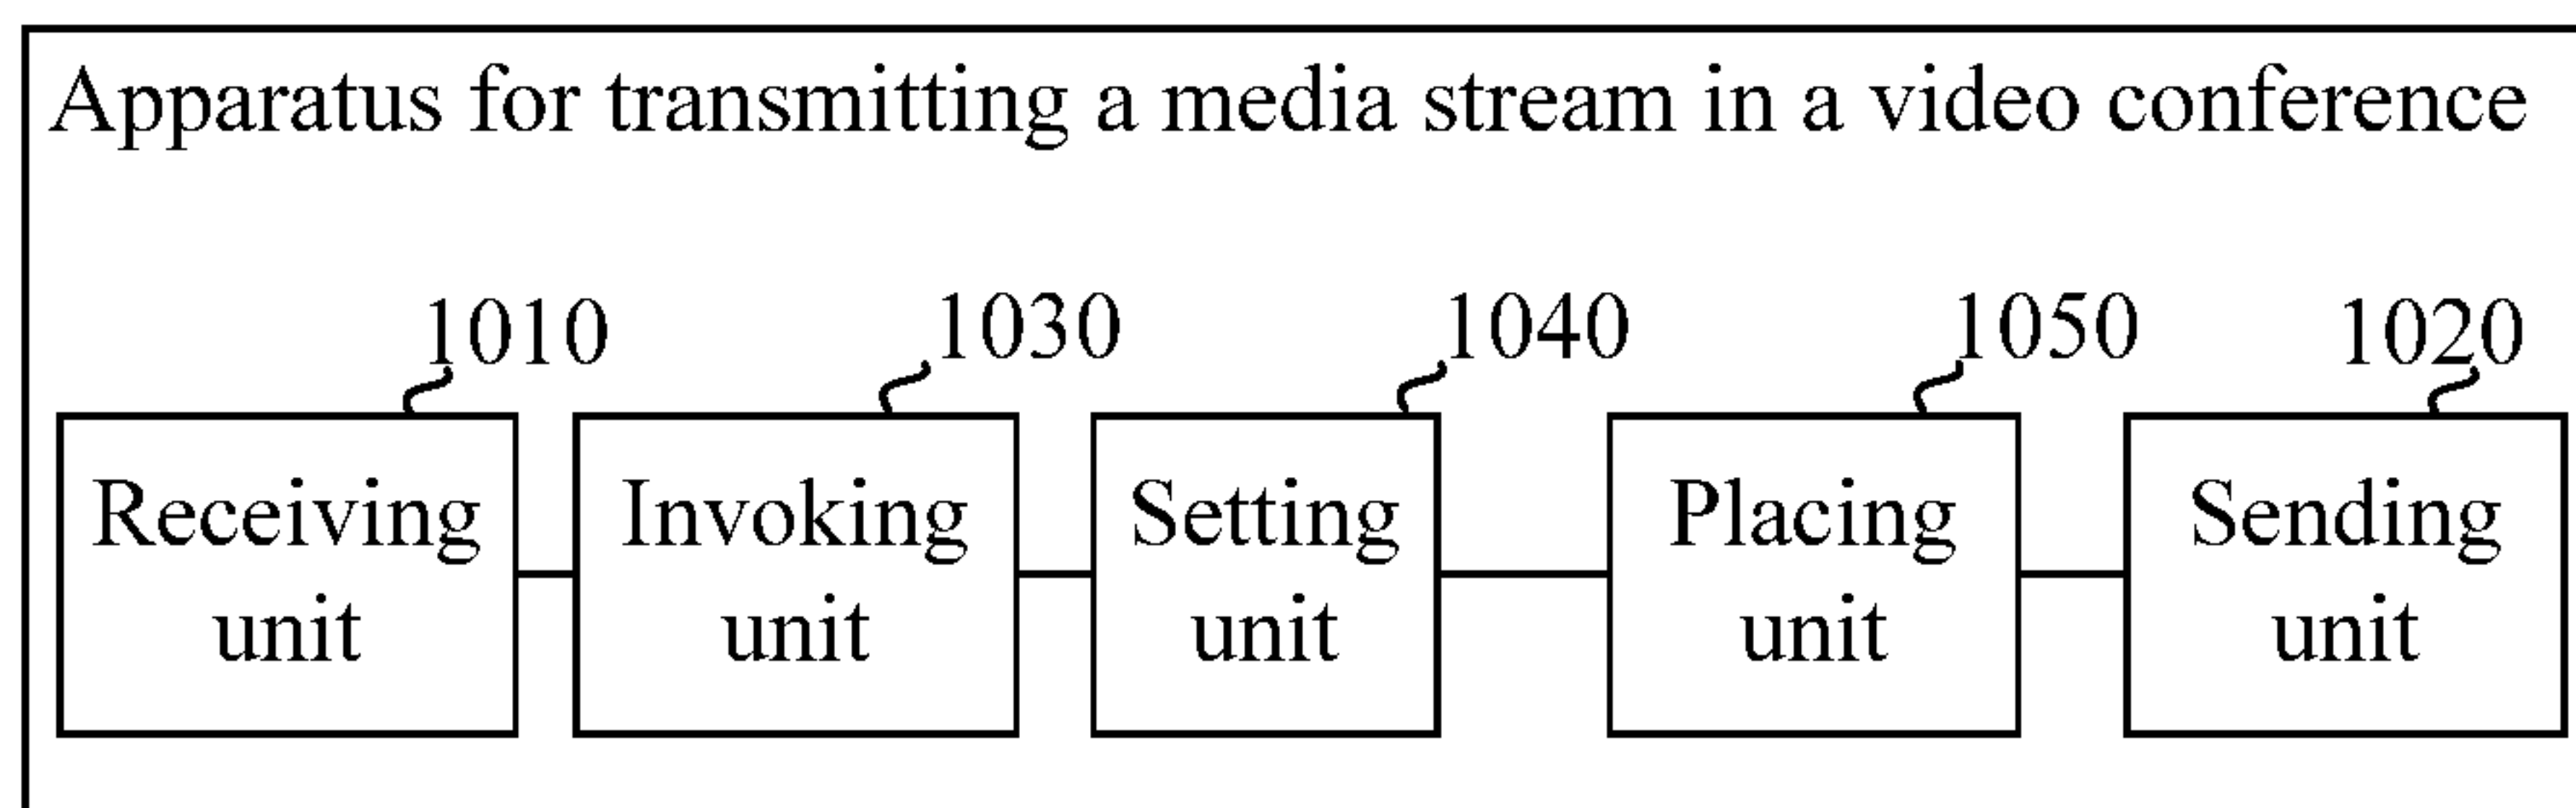 Apparatus for transmitting a media stream in a video conference
1010 1030 1040 1050 1020
Receiving Invoking Setting Placing Sending
unit unit unit unit unit